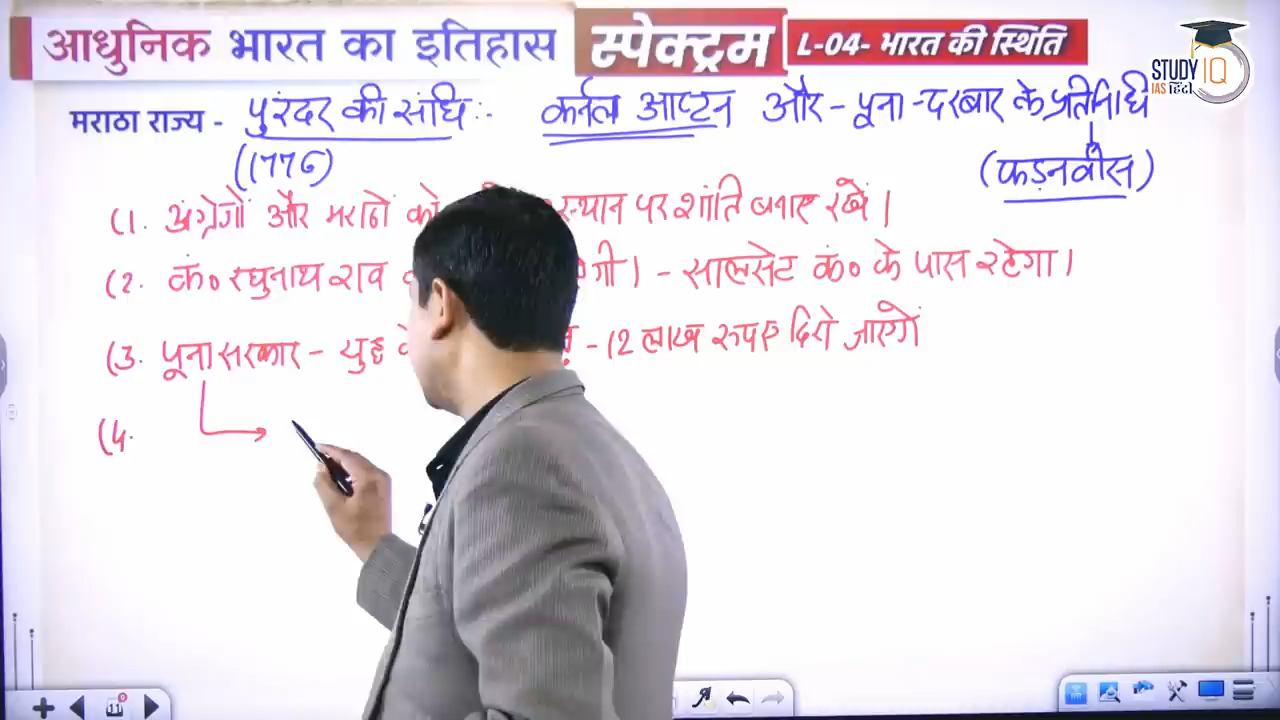 आधुनिक भारत का इतिहास स्पेक्ट्रम L-04- भारत की स्थिति
STUDY IQ
IAS हिंदी
मराठा राज्य - पुरंदर की संधि :- कर्नल आप्टन और - पूना - दरबार के प्रतिनिधि
(1776) (फड़नवीस)
(1. अंग्रेजों और मराठों को स्थान पर शांति बनाए रखें।
(2. कं० रघुनाथ राव गी। - सालसेट कं० के पास रहेगा।
(3. पूना सरकार - युद्ध - 12 लाख रुपए दिये जाएगें
(4.